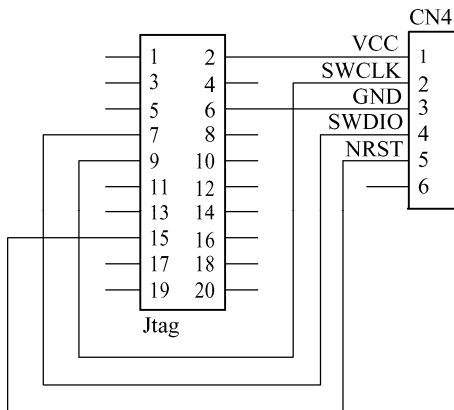 CN4
VCC
SWCLK
GND
SWDIO
NRST
1
2
3
4
5
6
1 2
3 4
5 6
7 8
9 10
11 12
13 14
15 16
17 18
19 20
Jtag